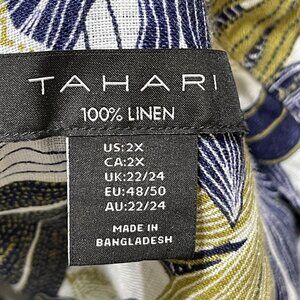 TAHARI
100% LINEN
US:2X
CA:2X
UK:22/24
EU:48/50
AU:22/24
MADE IN
BANGLADESH